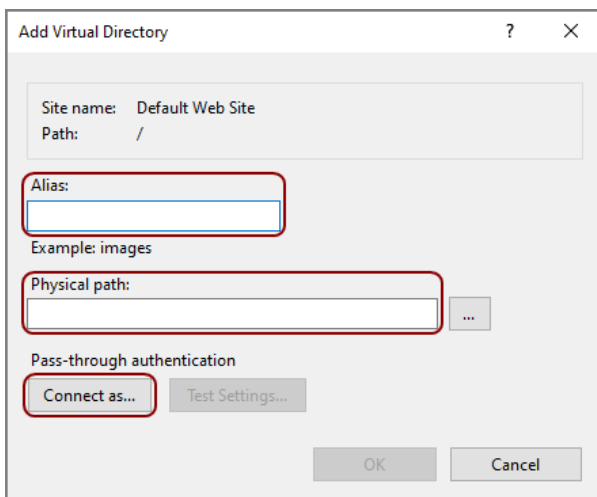 Add Virtual Directory ?
Site name: Default Web Site
Path: /
Alias:
Example: images
Physical path:
...
Pass-through authentication
Connect as... Test Settings...
OK Cancel